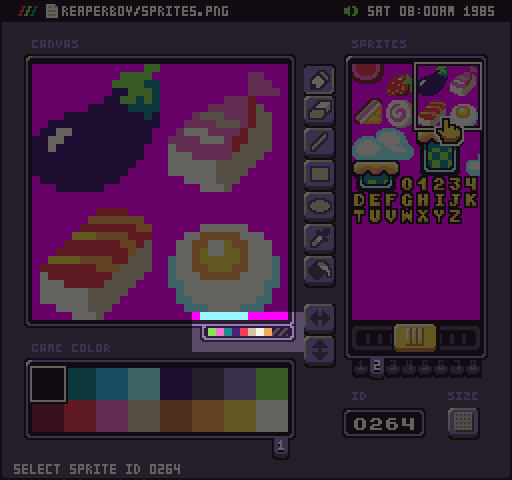 REAPERBOY/SPRITES.PNG
SAT 08:00AM 1985
CANVAS
SPRITES
01234
DEFGHIJK
TUVWXYZ
GAME COLOR
12345678
ID
SIZE
0264
1
SELECT SPRITE ID 0264